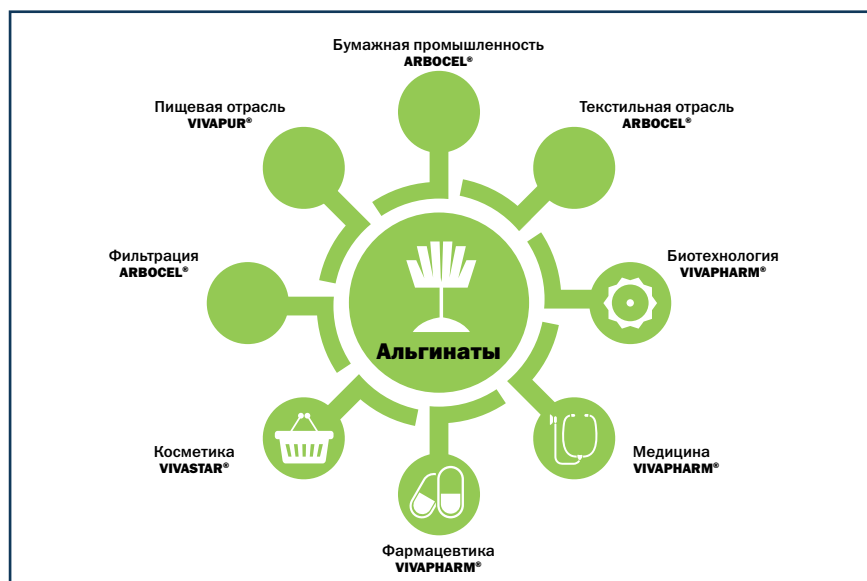 Бумажная промышленность
ARBOCEL®
Пищевая отрасль
VIVAPUR®
Текстильная отрасль
ARBOCEL®
Фильтрация
ARBOCEL®
Биотехнология
VIVAPHARM®
Альгинаты
Косметика
VIVASTAR®
Медицина
VIVAPHARM®
Фармацевтика
VIVAPHARM®